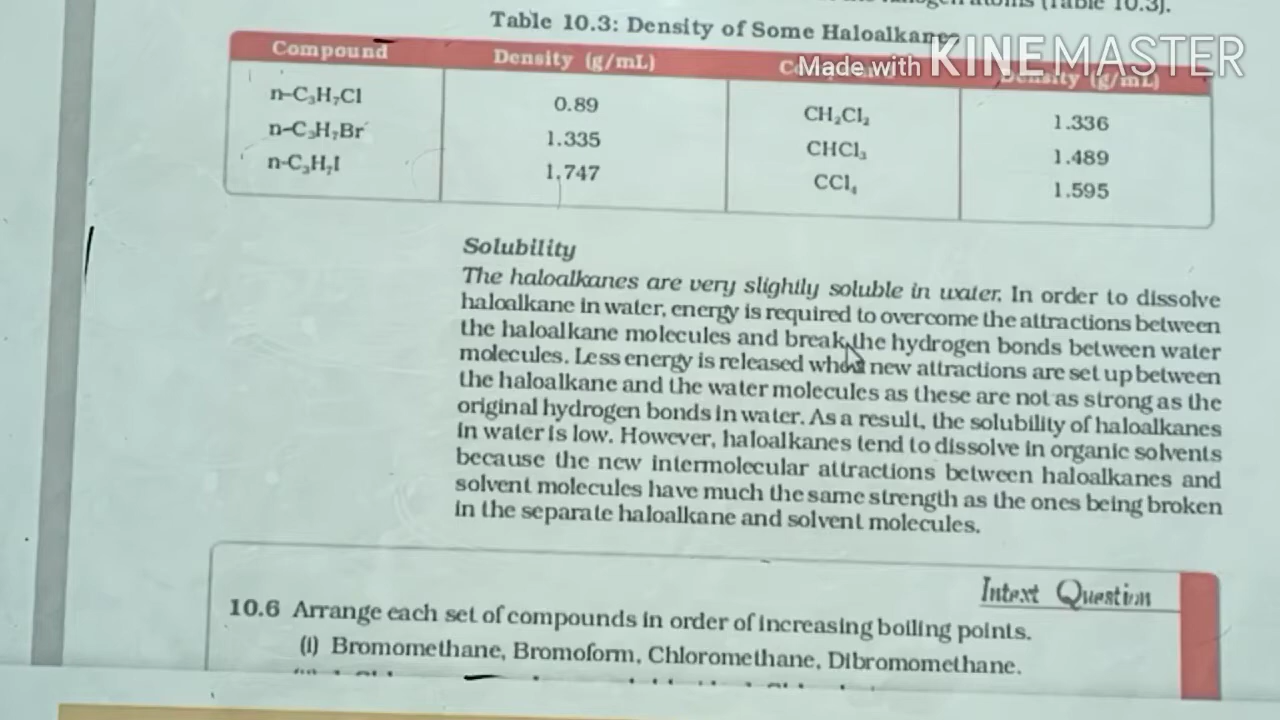 (Table 10.3).
Table 10.3: Density of Some Haloalkanes
Made with KINEMASTER
Compound Density (g/mL) Density (g/mL)
n–C₃H₇Cl 0.89 CH₂Cl₂ 1.336
n–C₃H₇Br 1.335 CHCl₃ 1.489
n-C₃H₇I 1.747 CCl₄ 1.595
Solubility
The haloalkanes are very slightly soluble in water. In order to dissolve
haloalkane in water, energy is required to overcome the attractions between
the haloalkane molecules and break the hydrogen bonds between water
molecules. Less energy is released when new attractions are set up between
the haloalkane and the water molecules as these are not as strong as the
original hydrogen bonds in water. As a result, the solubility of haloalkanes
in water is low. However, haloalkanes tend to dissolve in organic solvents
because the new intermolecular attractions between haloalkanes and
solvent molecules have much the same strength as the ones being broken
in the separate haloalkane and solvent molecules.
Intext Question
10.6 Arrange each set of compounds in order of increasing boiling points.
(i) Bromomethane, Bromoform, Chloromethane, Dibromomethane.